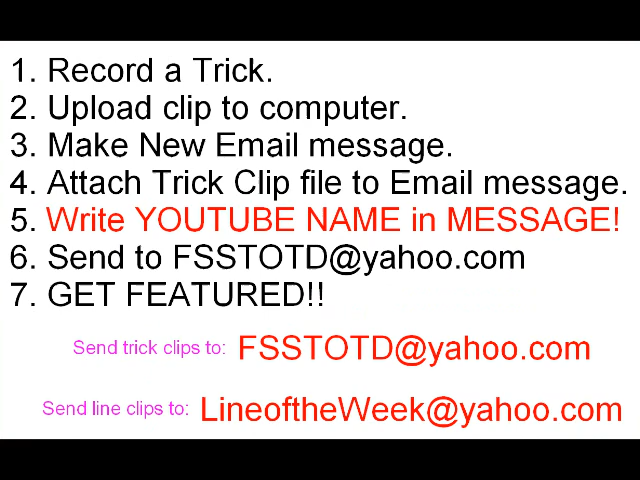 1. Record a Trick.
2. Upload clip to computer.
3. Make New Email message.
4. Attach Trick Clip file to Email message.
5. Write YOUTUBE NAME in MESSAGE!
6. Send to FSSTOTD@yahoo.com
7. GET FEATURED!!
Send trick clips to: FSSTOTD@yahoo.com
Send line clips to: LineoftheWeek@yahoo.com